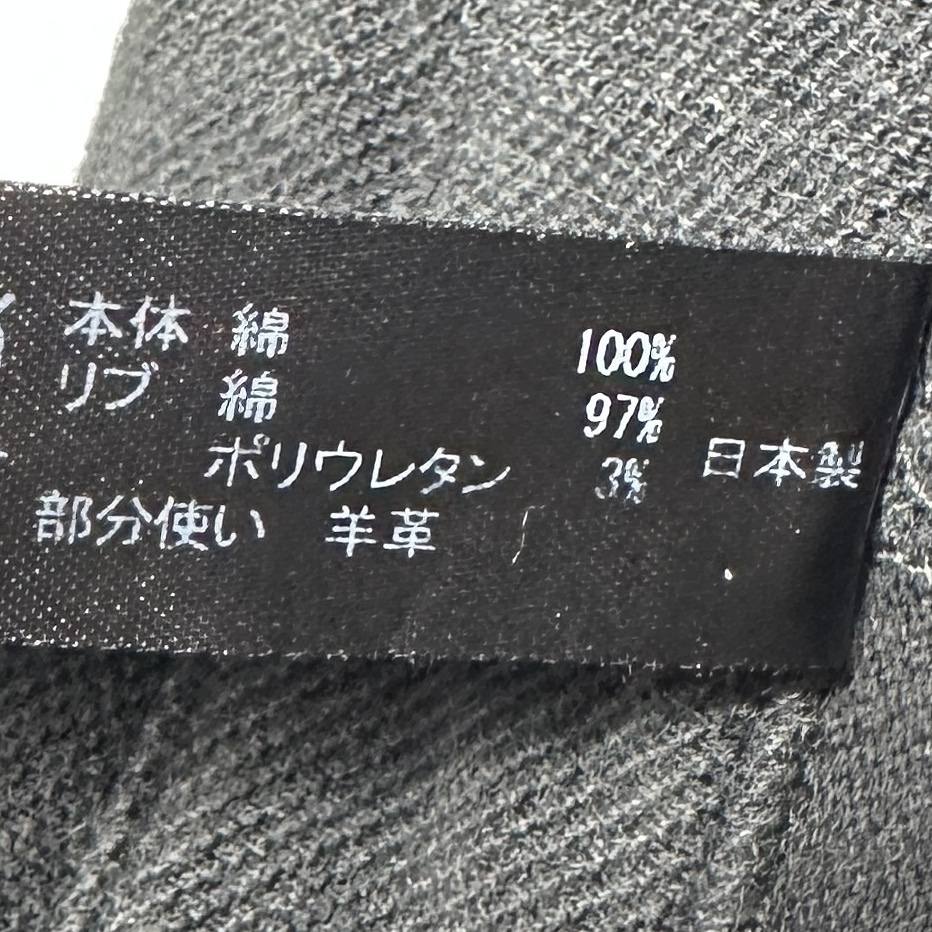 本体 綿 100%
リブ 綿 97%
ポリウレタン 3% 日本製
部分使い 羊革